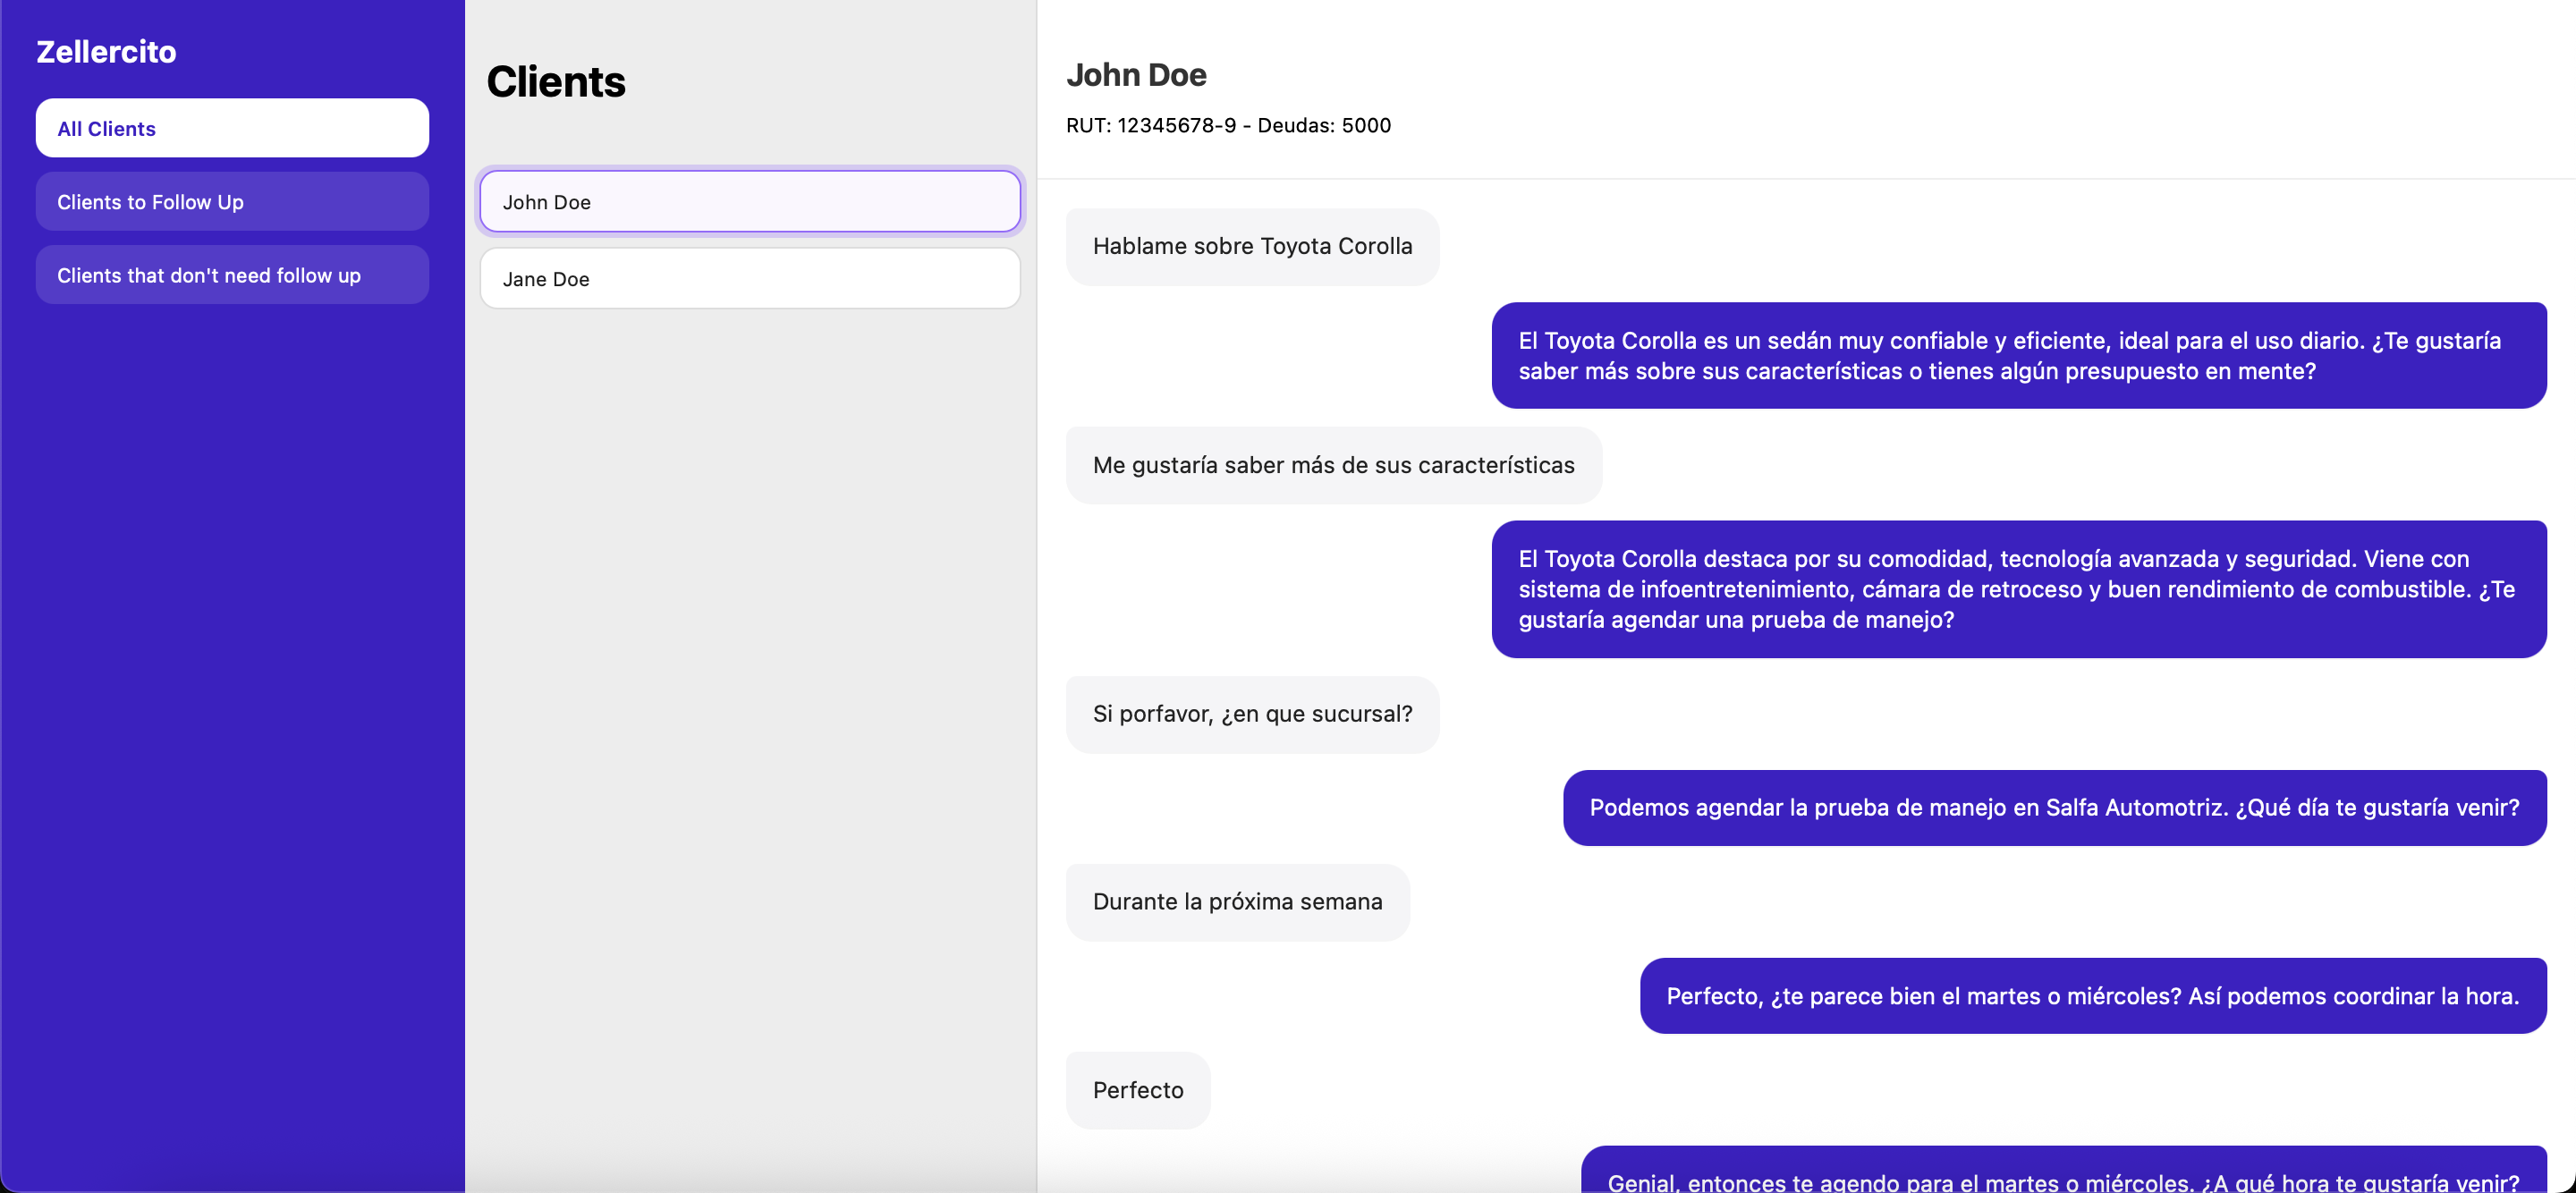 Zellercito
All Clients
Clients to Follow Up
Clients that don't need follow up
Clients
John Doe
Jane Doe
John Doe
RUT: 12345678-9 - Deudas: 5000
Hablame sobre Toyota Corolla
El Toyota Corolla es un sedán muy confiable y eficiente, ideal para el uso diario. ¿Te gustaría
saber más sobre sus características o tienes algún presupuesto en mente?
Me gustaría saber más de sus características
El Toyota Corolla destaca por su comodidad, tecnología avanzada y seguridad. Viene con
sistema de infoentretenimiento, cámara de retroceso y buen rendimiento de combustible. ¿Te
gustaría agendar una prueba de manejo?
Si porfavor, ¿en que sucursal?
Podemos agendar la prueba de manejo en Salfa Automotriz. ¿Qué día te gustaría venir?
Durante la próxima semana
Perfecto, ¿te parece bien el martes o miércoles? Así podemos coordinar la hora.
Perfecto
Genial, entonces te agendo para el martes o miércoles. ¿A qué hora te gustaría venir?